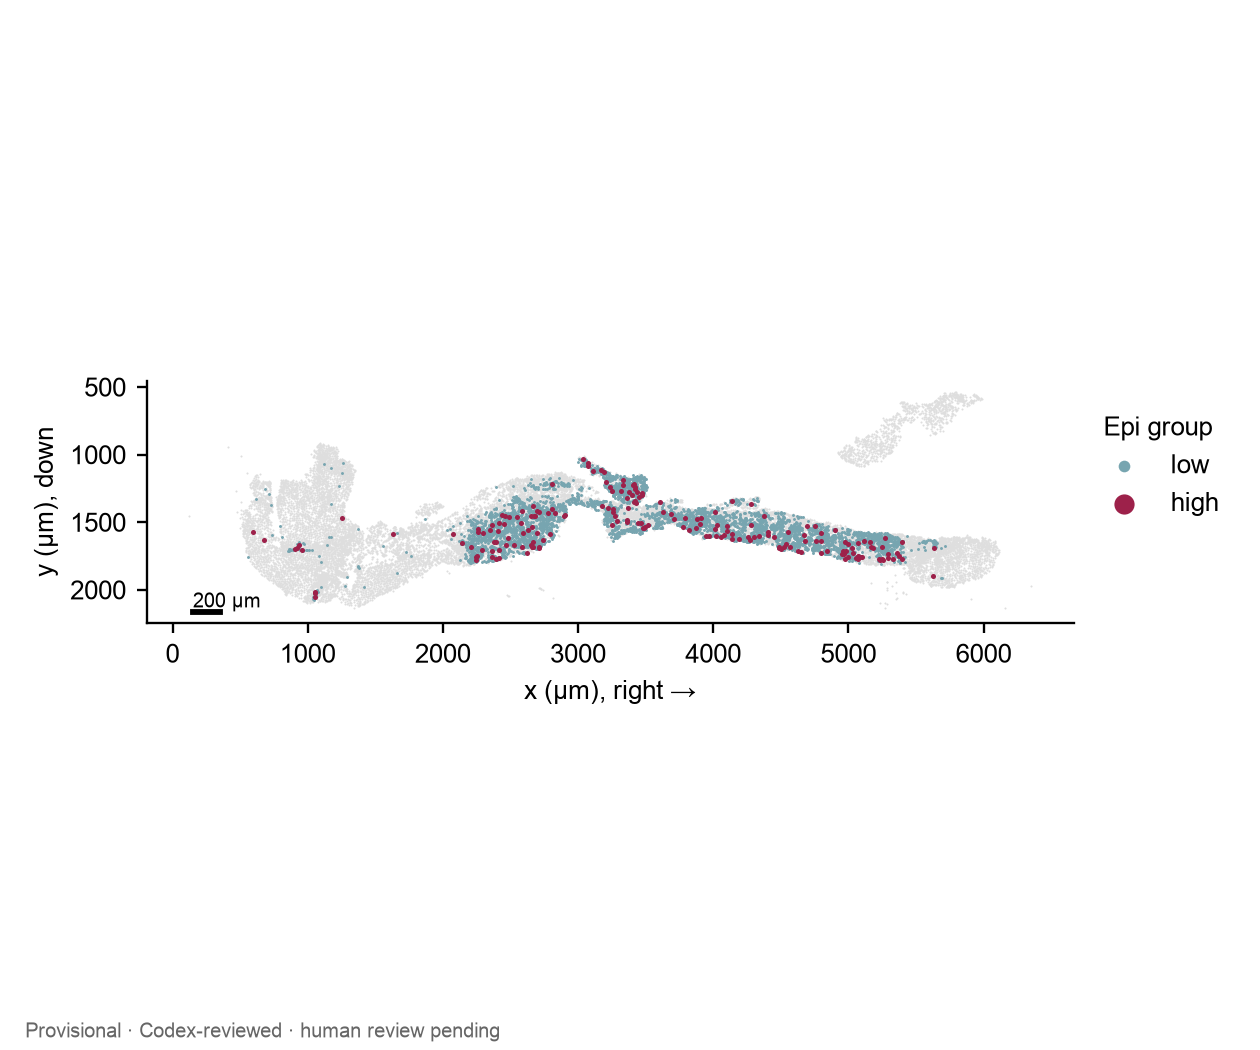 500
1000
1500
2000
y (µm), down
200 µm
0 1000 2000 3000 4000 5000 6000
x (µm), right →
Epi group
low
high
Provisional · Codex-reviewed · human review pending